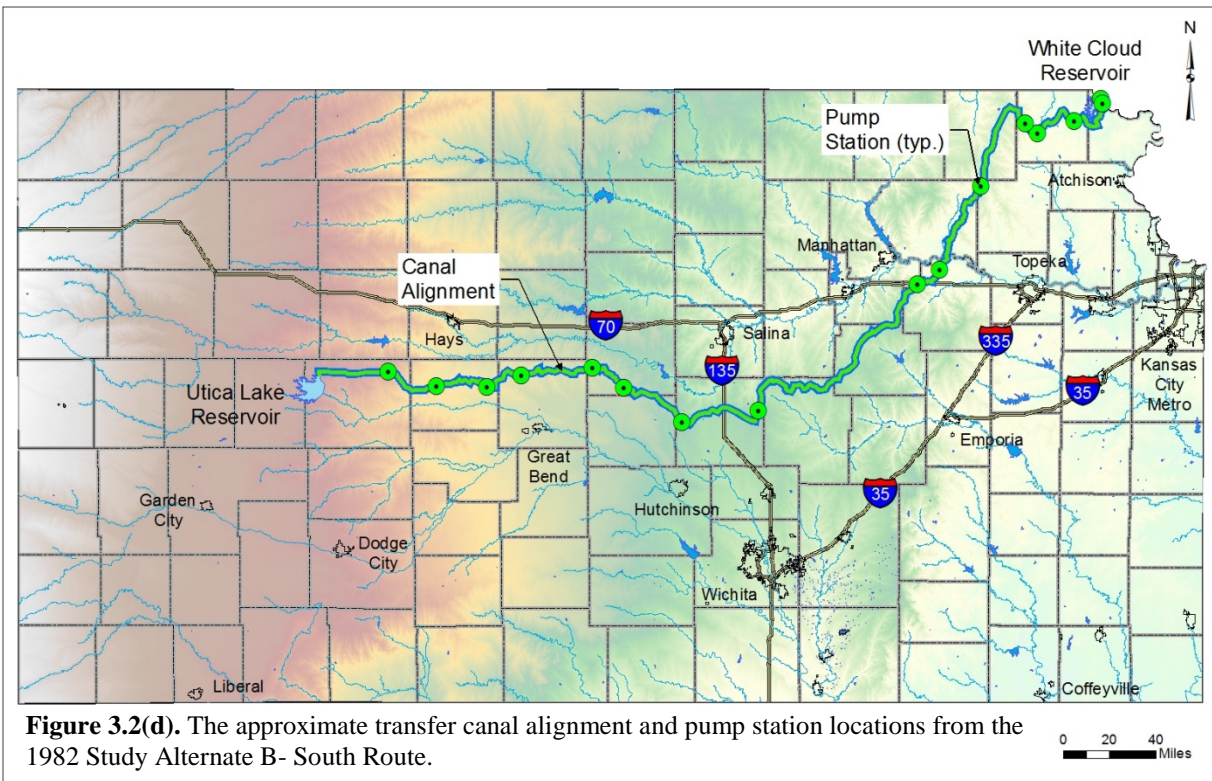 N
White Cloud
Reservoir
Pump
Station (typ.)
Atchison
Manhattan
Topeka
Canal
Alignment
70
Hays
Salina
335
135
Kansas
City
Metro
35
Utica Lake
Reservoir
Great
Bend
Emporia
Garden
City
Hutchinson
35
Dodge
City
Wichita
Liberal
Coffeyville
Figure 3.2(d). The approximate transfer canal alignment and pump station locations from the
1982 Study Alternate B- South Route.
0 20 40
Miles